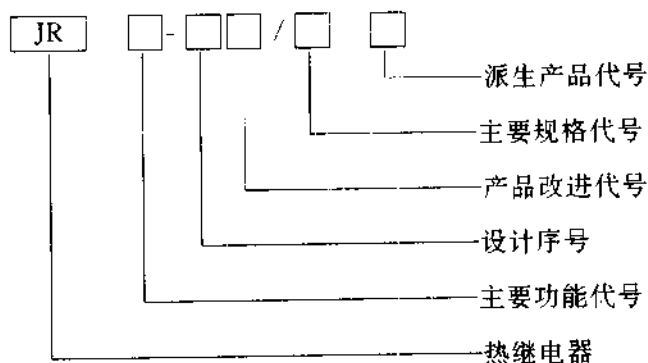 JR □-□□/□ □
派生产品代号
主要规格代号
产品改进代号
设计序号
主要功能代号
热继电器